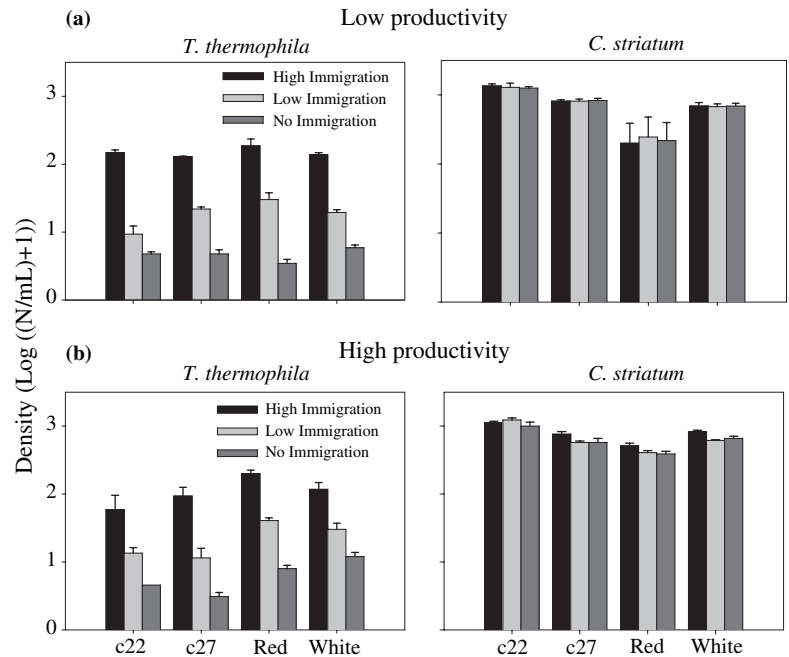 (a) Low productivity
T. thermophila C. striatum
High Immigration
Low Immigration
No Immigration
3
2
1
0
Density (Log ((N/mL)+1))
(b) High productivity
T. thermophila C. striatum
High Immigration
Low Immigration
No Immigration
3
2
1
0
c22 c27 Red White c22 c27 Red White